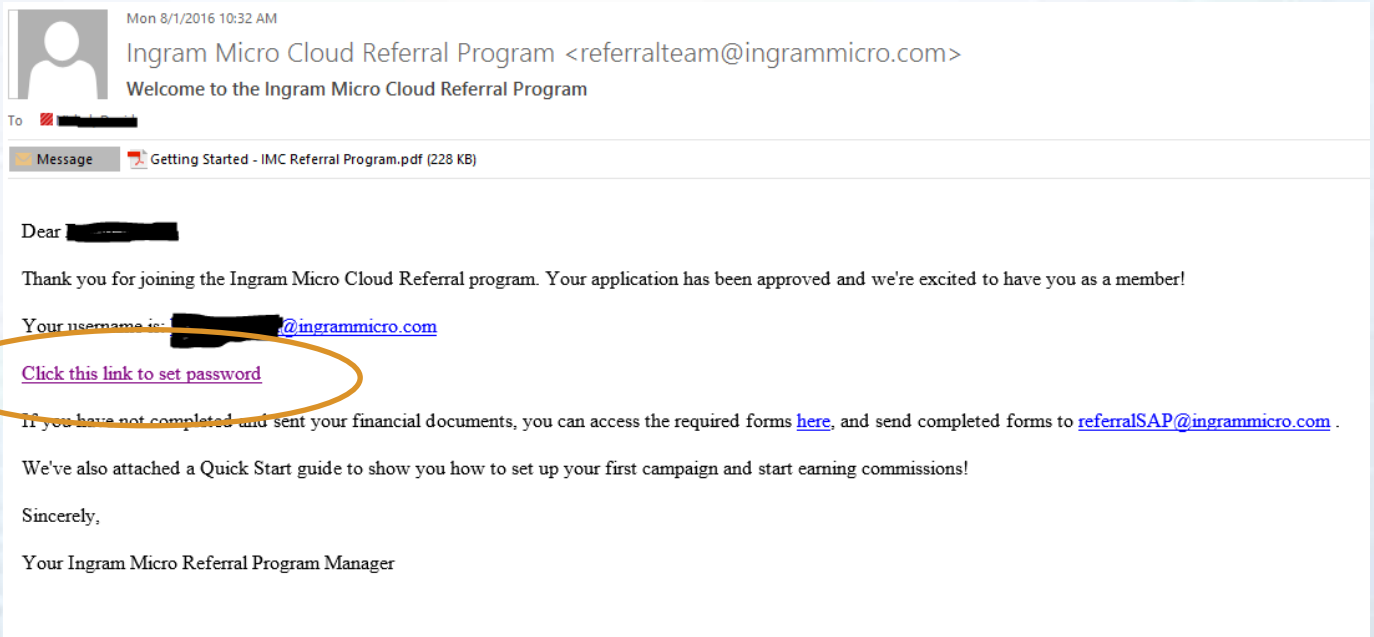 Mon 8/1/2016 10:32 AM
Ingram Micro Cloud Referral Program <referralteam@ingrammicro.com>
Welcome to the Ingram Micro Cloud Referral Program
To
Message Getting Started - IMC Referral Program.pdf (228 KB)
Dear
Thank you for joining the Ingram Micro Cloud Referral program. Your application has been approved and we're excited to have you as a member!
Your username is: @ingrammicro.com
Click this link to set password
If you have not completed and sent your financial documents, you can access the required forms here, and send completed forms to referralSAP@ingrammicro.com .
We've also attached a Quick Start guide to show you how to set up your first campaign and start earning commissions!
Sincerely,
Your Ingram Micro Referral Program Manager